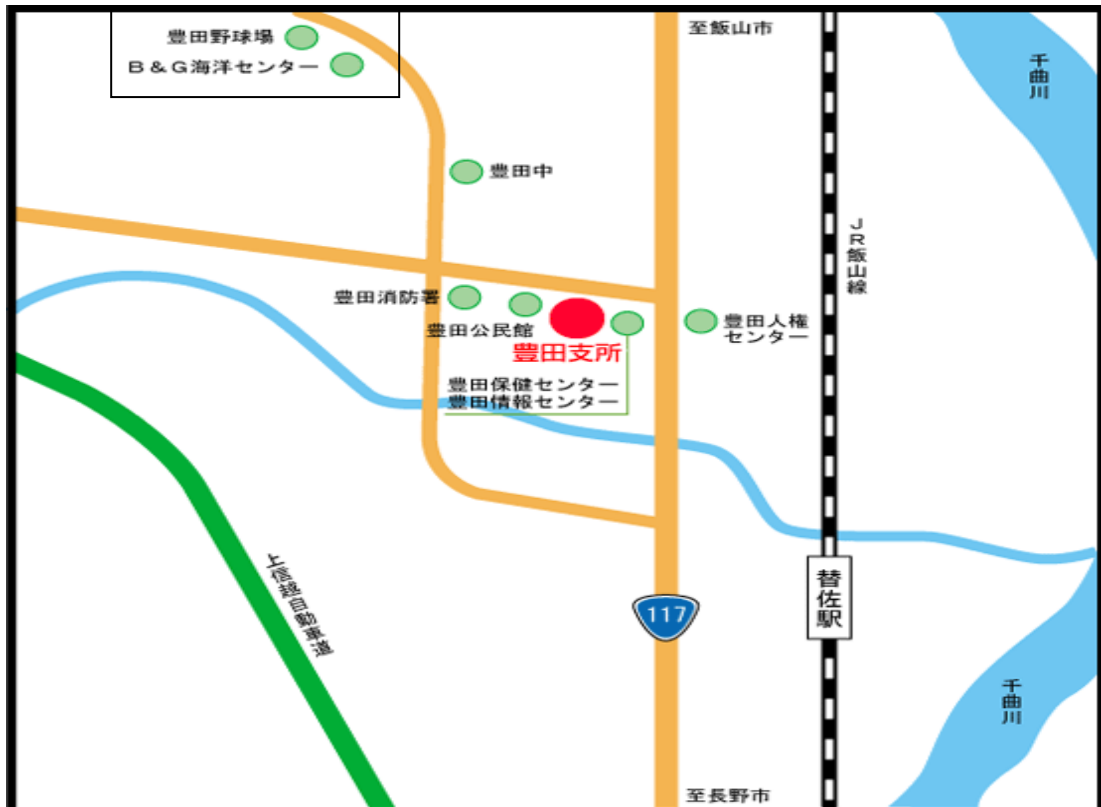 豊田野球場
B&G海洋センター
至飯山市
千曲川
豊田中
JR飯山線
豊田消防署
豊田公民館
豊田支所
豊田人権
センター
豊田保健センター
豊田情報センター
上信越自動車道
117
替佐駅
千曲川
至長野市